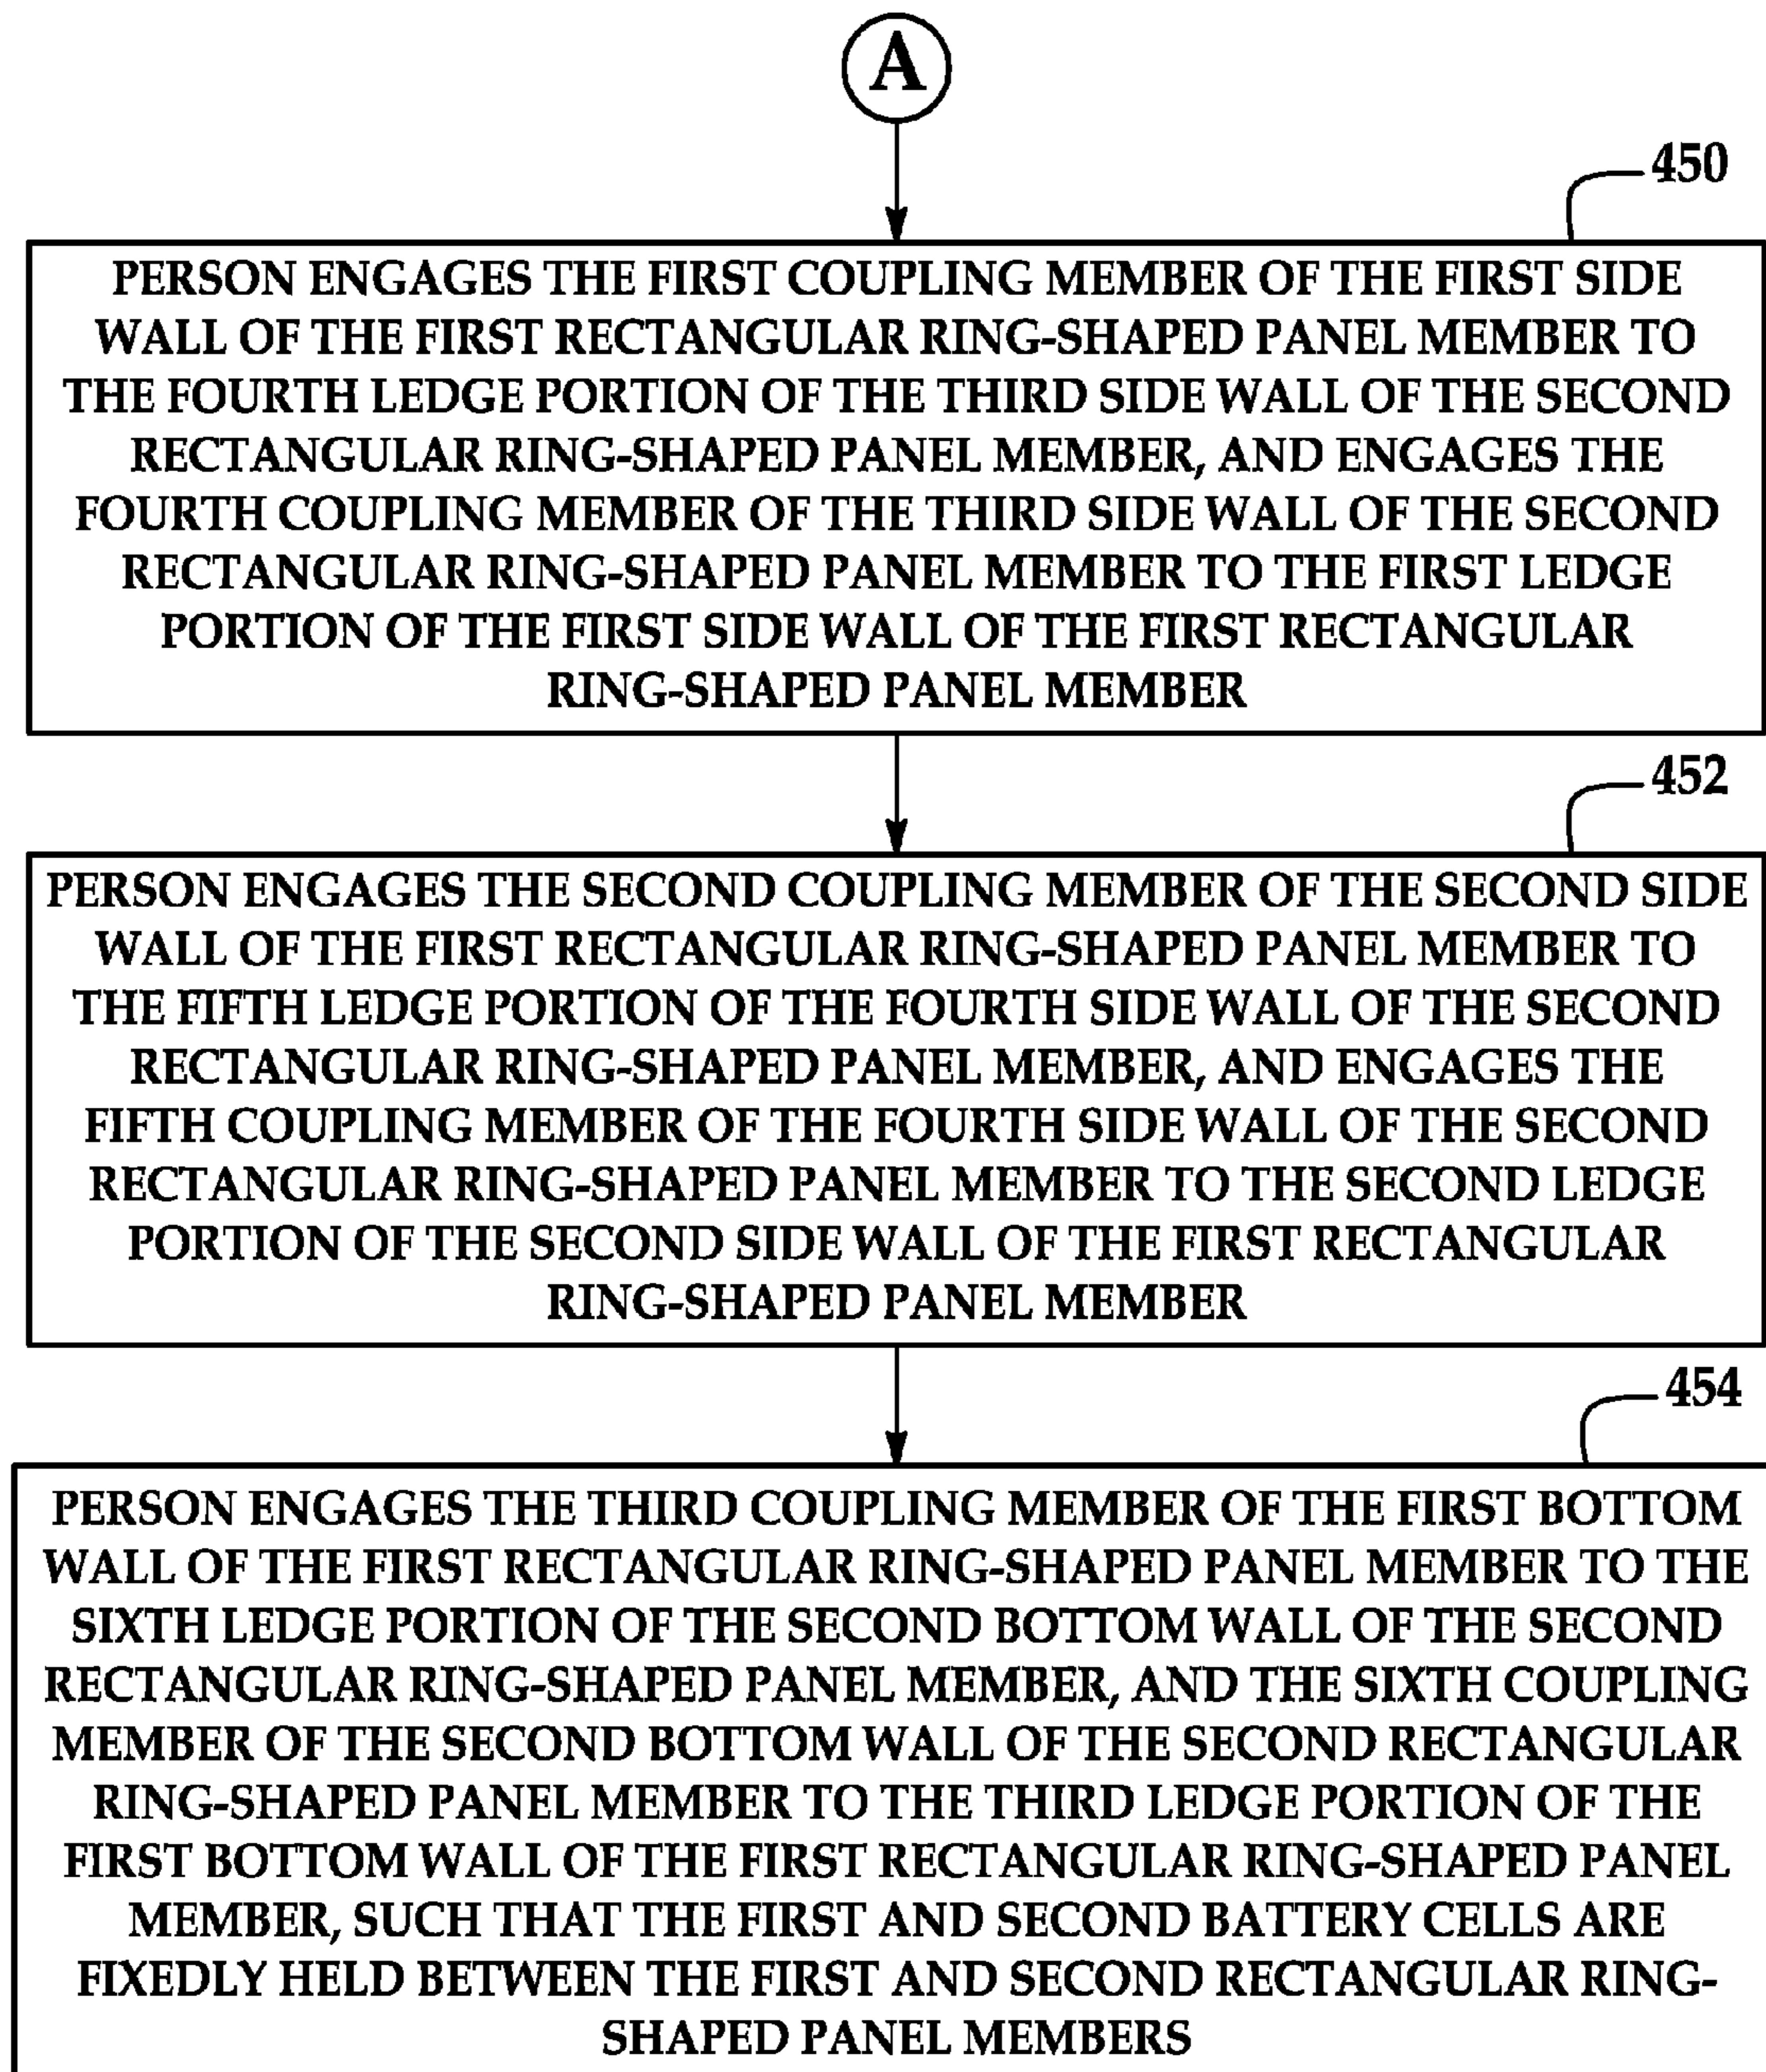 A
450
PERSON ENGAGES THE FIRST COUPLING MEMBER OF THE FIRST SIDE
WALL OF THE FIRST RECTANGULAR RING-SHAPED PANEL MEMBER TO
THE FOURTH LEDGE PORTION OF THE THIRD SIDE WALL OF THE SECOND
RECTANGULAR RING-SHAPED PANEL MEMBER, AND ENGAGES THE
FOURTH COUPLING MEMBER OF THE THIRD SIDE WALL OF THE SECOND
RECTANGULAR RING-SHAPED PANEL MEMBER TO THE FIRST LEDGE
PORTION OF THE FIRST SIDE WALL OF THE FIRST RECTANGULAR
RING-SHAPED PANEL MEMBER
452
PERSON ENGAGES THE SECOND COUPLING MEMBER OF THE SECOND SIDE
WALL OF THE FIRST RECTANGULAR RING-SHAPED PANEL MEMBER TO
THE FIFTH LEDGE PORTION OF THE FOURTH SIDE WALL OF THE SECOND
RECTANGULAR RING-SHAPED PANEL MEMBER, AND ENGAGES THE
FIFTH COUPLING MEMBER OF THE FOURTH SIDE WALL OF THE SECOND
RECTANGULAR RING-SHAPED PANEL MEMBER TO THE SECOND LEDGE
PORTION OF THE SECOND SIDE WALL OF THE FIRST RECTANGULAR
RING-SHAPED PANEL MEMBER
454
PERSON ENGAGES THE THIRD COUPLING MEMBER OF THE FIRST BOTTOM
WALL OF THE FIRST RECTANGULAR RING-SHAPED PANEL MEMBER TO THE
SIXTH LEDGE PORTION OF THE SECOND BOTTOM WALL OF THE SECOND
RECTANGULAR RING-SHAPED PANEL MEMBER, AND THE SIXTH COUPLING
MEMBER OF THE SECOND BOTTOM WALL OF THE SECOND RECTANGULAR
RING-SHAPED PANEL MEMBER TO THE THIRD LEDGE PORTION OF THE
FIRST BOTTOM WALL OF THE FIRST RECTANGULAR RING-SHAPED PANEL
MEMBER, SUCH THAT THE FIRST AND SECOND BATTERY CELLS ARE
FIXEDLY HELD BETWEEN THE FIRST AND SECOND RECTANGULAR RING-
SHAPED PANEL MEMBERS